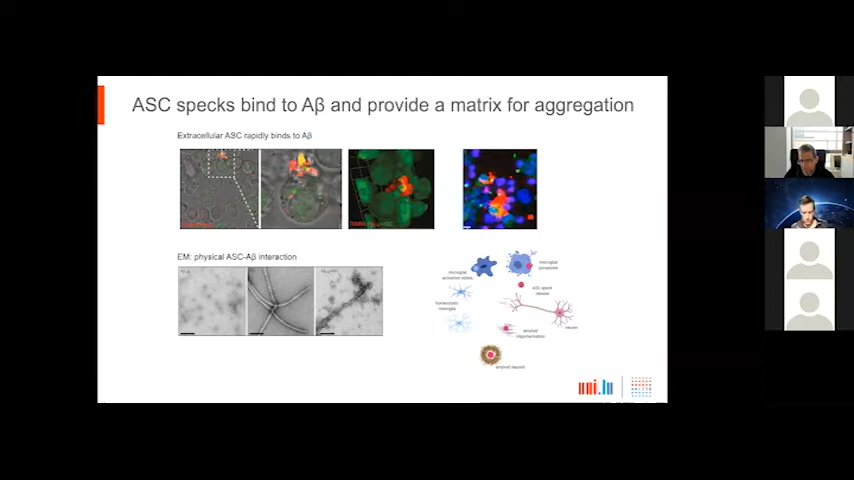 ASC specks bind to Aβ and provide a matrix for aggregation
Extracellular ASC rapidly binds to Aβ
EM: physical ASC-Aβ interaction
microglial
activation states
microglial
pyroptosis
ASC speck
release
homeostatic
microglia
neuron
amyloid
oligomerization
amyloid deposit
uni.lu